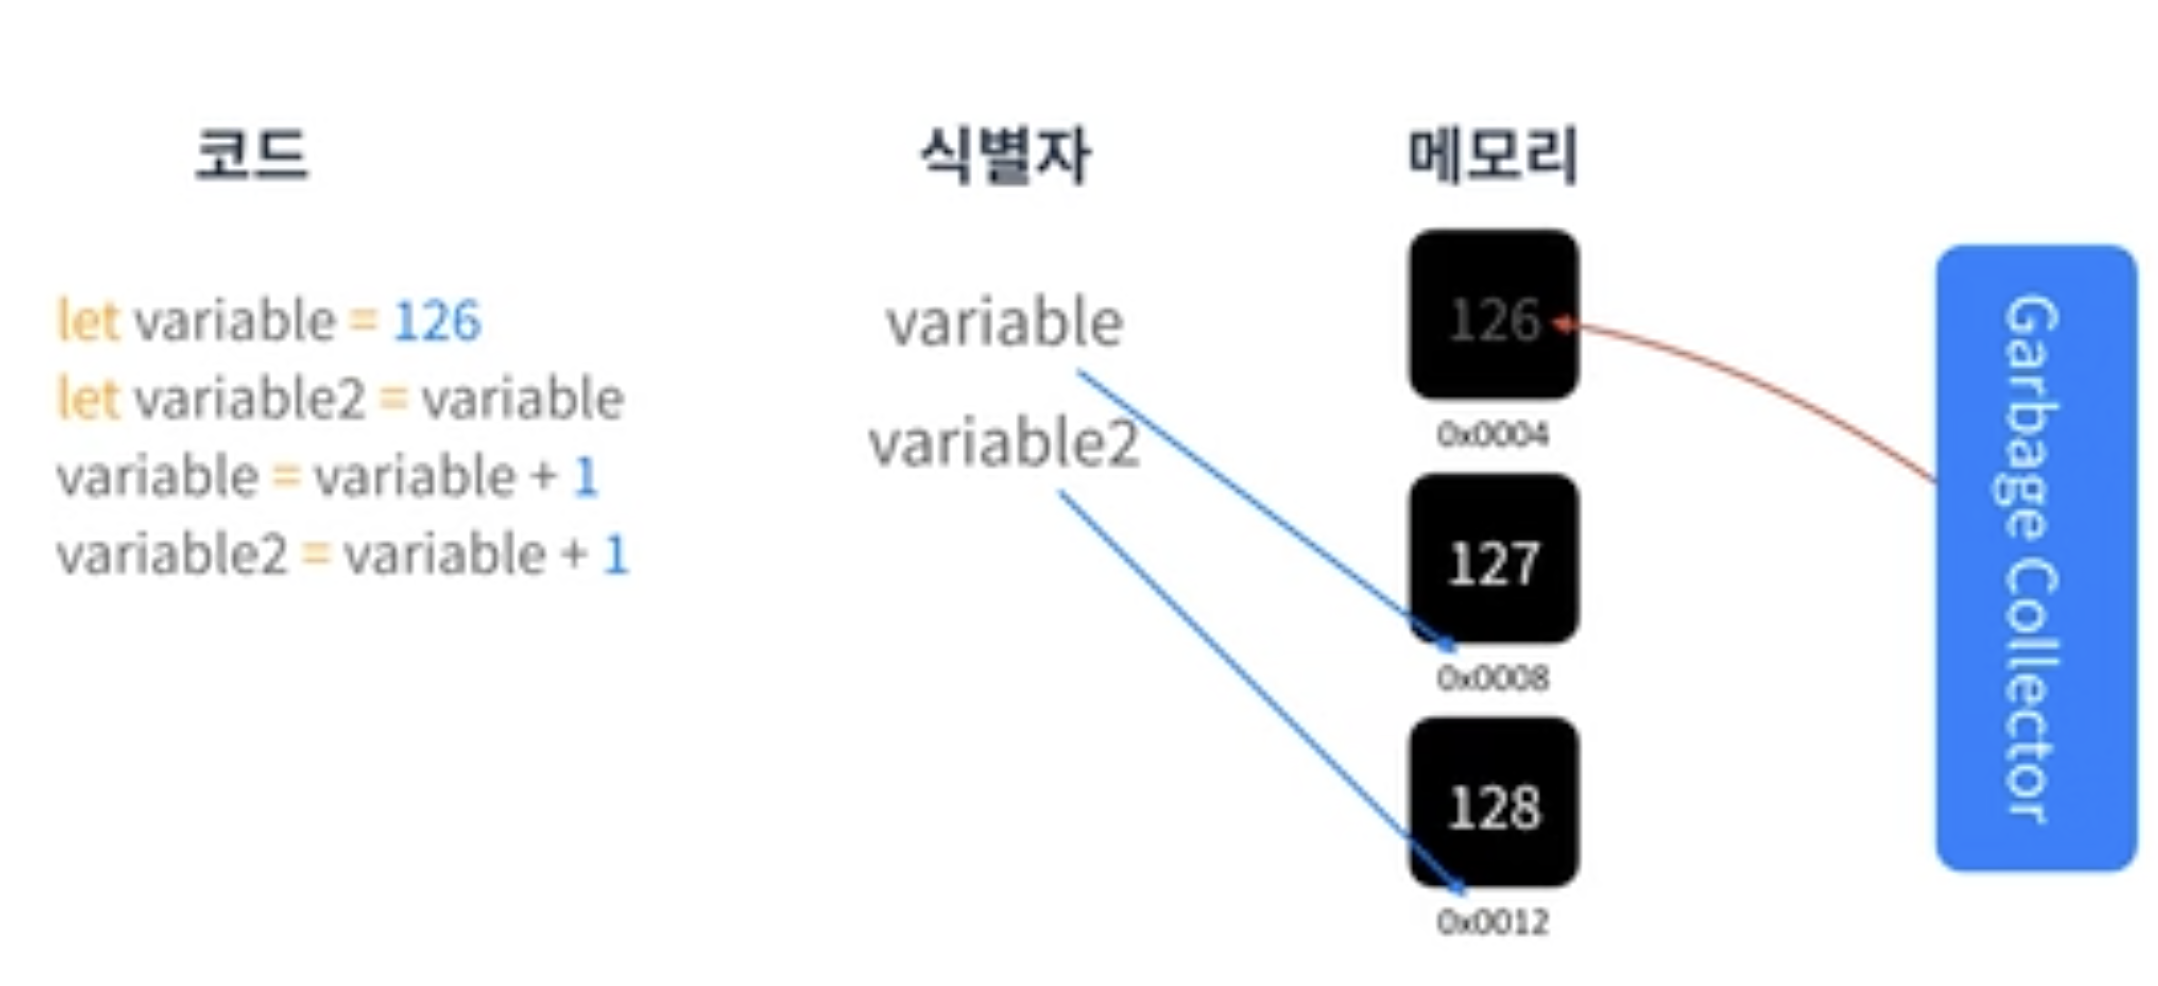 코드
let variable = 126
let variable2 = variable
variable = variable + 1
variable2 = variable + 1
식별자
variable
variable2
메모리
126
0x0004
127
0x0008
128
0x0012
Garbage Collector